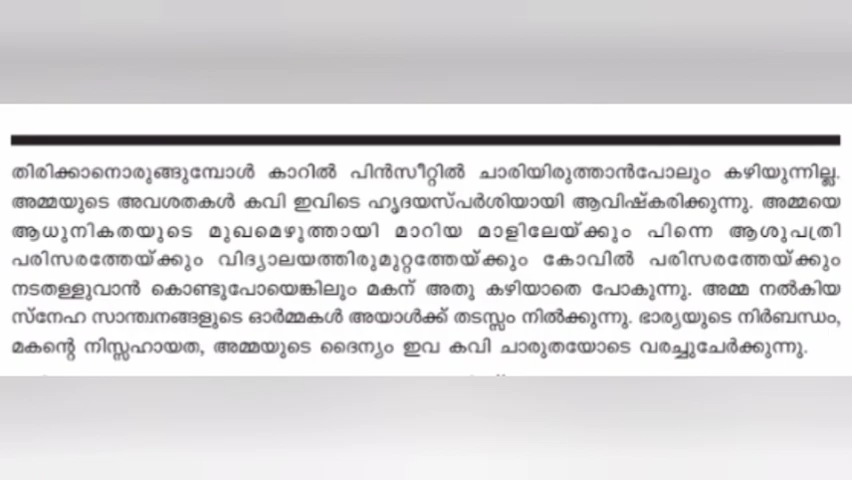 തിരിക്കാനൊരുങ്ങുമ്പോൾ കാറിൽ പിൻസീറ്റിൽ ചാരിയിരുത്താൻപോലും കഴിയുന്നില്ല.
അമ്മയുടെ അവശതകൾ കവി ഇവിടെ ഹൃദയസ്പർശിയായി ആവിഷ്കരിക്കുന്നു. അമ്മയെ
ആധുനികതയുടെ മുഖമെഴുത്തായി മാറിയ മാളിലേയ്ക്കും പിന്നെ ആശുപത്രി
പരിസരത്തേയ്ക്കും വിദ്യാലയത്തിരുമുറ്റത്തേയ്ക്കും കോവിൽ പരിസരത്തേയ്ക്കും
നടതള്ളുവാൻ കൊണ്ടുപോയെങ്കിലും മകന് അതു കഴിയാതെ പോകുന്നു. അമ്മ നൽകിയ
സ്നേഹ സാന്ത്വനങ്ങളുടെ ഓർമ്മകൾ അയാൾക്ക് തടസ്സം നിൽക്കുന്നു. ഭാര്യയുടെ നിർബന്ധം,
മകന്റെ നിസ്സഹായത, അമ്മയുടെ ദൈന്യം ഇവ കവി ചാരുതയോടെ വരച്ചുചേർക്കുന്നു.